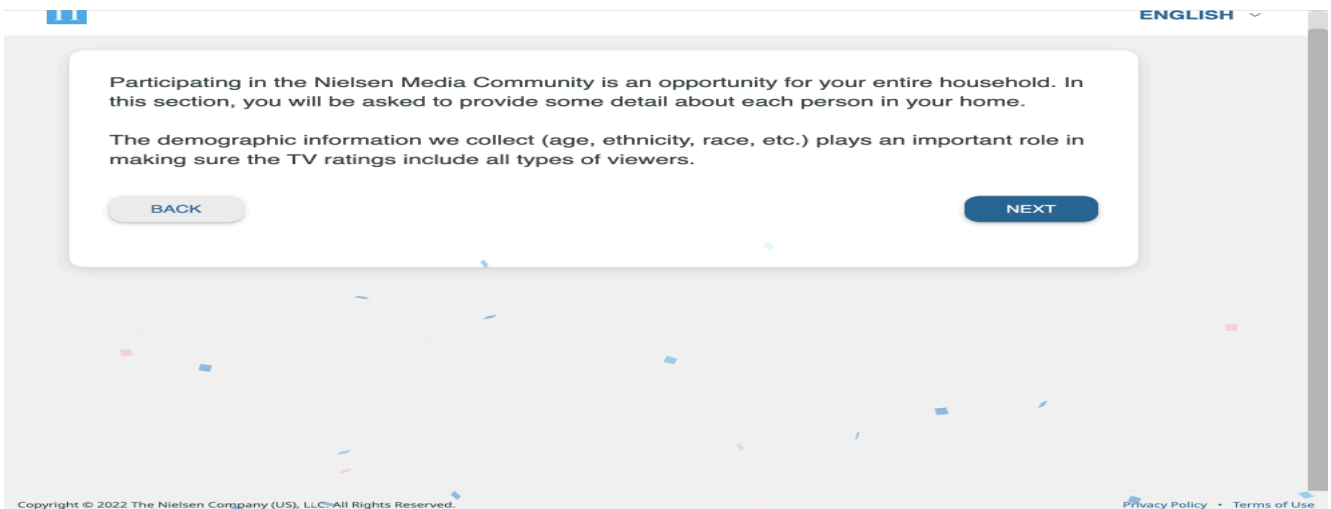 n
ENGLISH
Participating in the Nielsen Media Community is an opportunity for your entire household. In
this section, you will be asked to provide some detail about each person in your home.
The demographic information we collect (age, ethnicity, race, etc.) plays an important role in
making sure the TV ratings include all types of viewers.
BACK
NEXT
Copyright © 2022 The Nielsen Company (US), LLC. All Rights Reserved.
Privacy Policy • Terms of Use